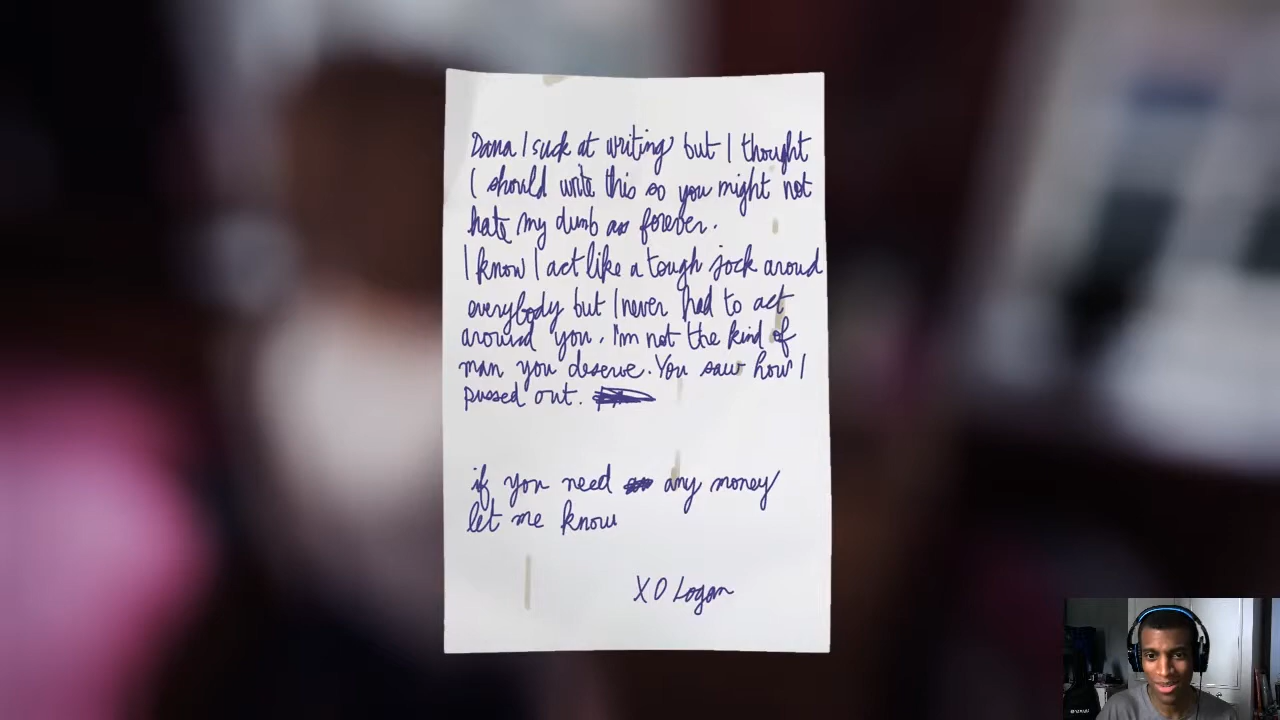 Dana I suck at writing but I thought
I should write this so you might not
hate my dumb ass forever.
I know I act like a tough jock aroud
everybody but I never had to act
around you. I'm not the kind of
man you deserve. You saw how I
pussed out.
if you need any money
let me know
XO Logan